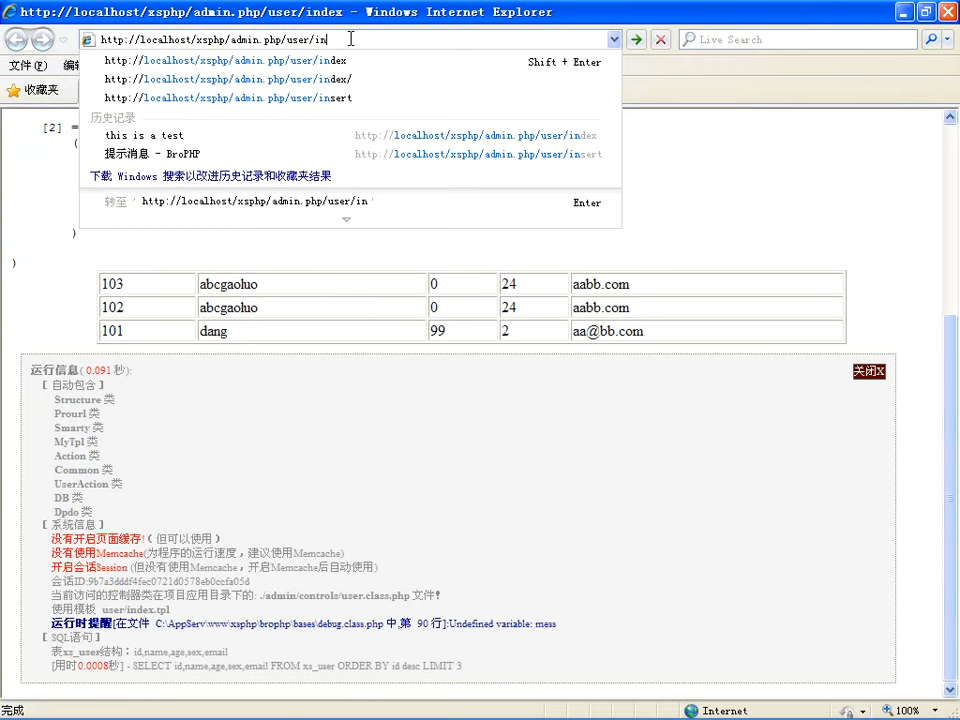 http://localhost/xsphp/admin.php/user/index - Windows Internet Explorer
http://localhost/xsphp/admin.php/user/in
Live Search
文件(F) 编辑
http://localhost/xsphp/admin.php/user/index Shift + Enter
http://localhost/xsphp/admin.php/user/index/
http://localhost/xsphp/admin.php/user/insert
收藏夹
历史记录
this is a test http://localhost/xsphp/admin.php/user/index
提示消息 - BroPHP http://localhost/xsphp/admin.php/user/insert
下载 Windows 搜索以改进历史记录和收藏夹结果
转至 ' http://localhost/xsphp/admin.php/user/in ' Enter
[2] =
(
)
)
103 abcgaoluo 0 24 aabb.com
102 abcgaoluo 0 24 aabb.com
101 dang 99 2 aa@bb.com
运行信息( 0.091 秒): 关闭X
[ 自动包含 ]
Structure 类
Prourl 类
Smarty 类
MyTpl 类
Action 类
Common 类
UserAction 类
DB 类
Dpdo 类
[ 系统信息 ]
没有开启页面缓存!( 但可以使用 )
没有使用Memcache(为程序的运行速度，建议使用Memcache)
开启会话Session (但没有使用Memcache，开启Memcache后自动使用)
会话ID:9b7a3dddf4fec0721d0578eb0ccfa05d
当前访问的控制器类在项目应用目录下的: ./admin/controls/user.class.php 文件！
使用模板 user/index.tpl
运行时提醒[在文件 C:\AppServ\www\xsphp\brophp\bases\debug.class.php 中,第 90 行]:Undefined variable: mess
[ SQL语句 ]
表xs_user结构：id,name,age,sex,email
[用时0.0008秒] - SELECT id,name,age,sex,email FROM xs_user ORDER BY id desc LIMIT 3
完成 Internet 100%